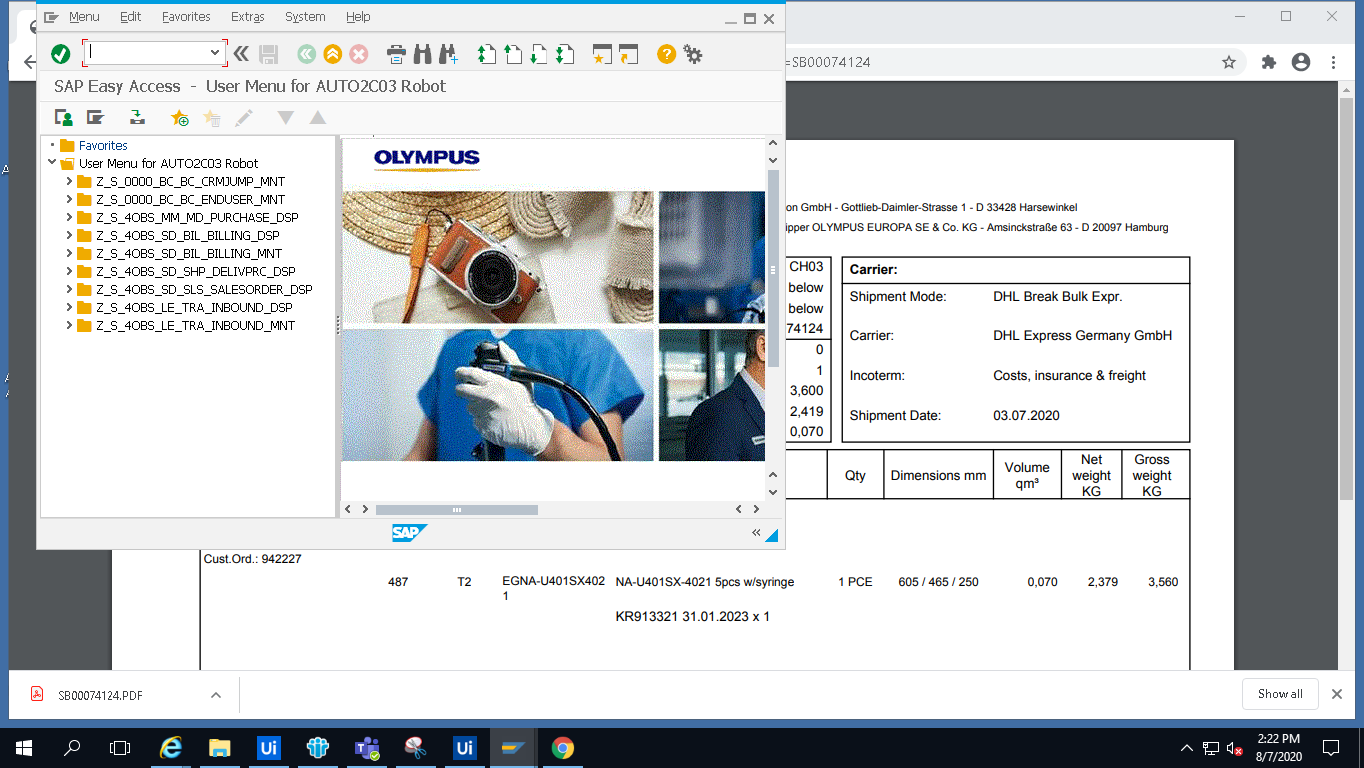 Menu Edit Favorites Extras System Help
SAP Easy Access - User Menu for AUTO2C03 Robot
Favorites
User Menu for AUTO2C03 Robot
Z_S_0000_BC_BC_CRMJUMP_MNT
Z_S_0000_BC_BC_ENDUSER_MNT
Z_S_4OBS_MM_MD_PURCHASE_DSP
Z_S_4OBS_SD_BIL_BILLING_DSP
Z_S_4OBS_SD_BIL_BILLING_MNT
Z_S_4OBS_SD_SHP_DELIVPRC_DSP
Z_S_4OBS_SD_SLS_SALESORDER_DSP
Z_S_4OBS_LE_TRA_INBOUND_DSP
Z_S_4OBS_LE_TRA_INBOUND_MNT
OLYMPUS
SAP
=SB00074124
on GmbH - Gottlieb-Daimler-Strasse 1 - D 33428 Harsewinkel
ipper OLYMPUS EUROPA SE & Co. KG - Amsinckstraße 63 - D 20097 Hamburg
CH03
below
below
74124
0
1
3,600
2,419
0,070
Carrier:
Shipment Mode: DHL Break Bulk Expr.
Carrier: DHL Express Germany GmbH
Incoterm: Costs, insurance & freight
Shipment Date: 03.07.2020
Qty Dimensions mm Volume qm³ Net weight KG Gross weight KG
Cust.Ord.: 942227
487 T2 EGNA-U401SX402 NA-U401SX-4021 5pcs w/syringe 1 PCE 605 / 465 / 250 0,070 2,379 3,560
1
KR913321 31.01.2023 x 1
SB00074124.PDF
Show all
Ui
Ui
2:22 PM
8/7/2020